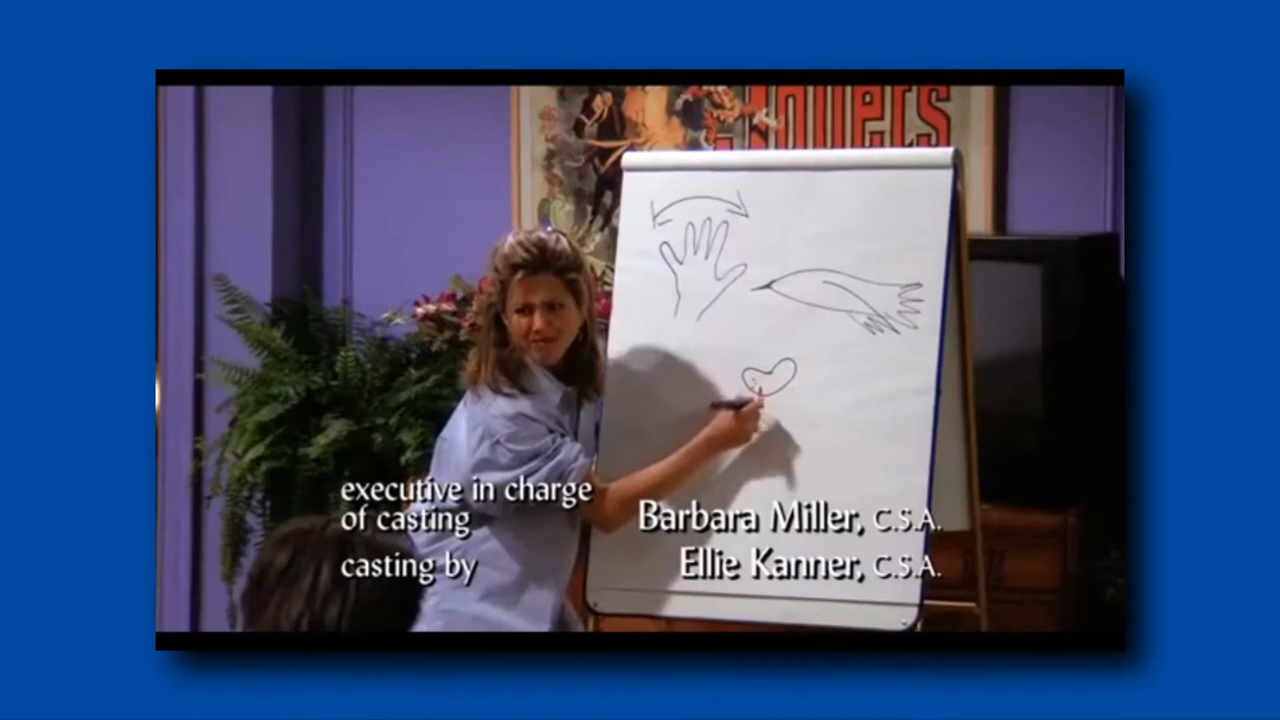 executive in charge
of casting
Barbara Miller, C.S.A.
casting by
Ellie Kanner, C.S.A.